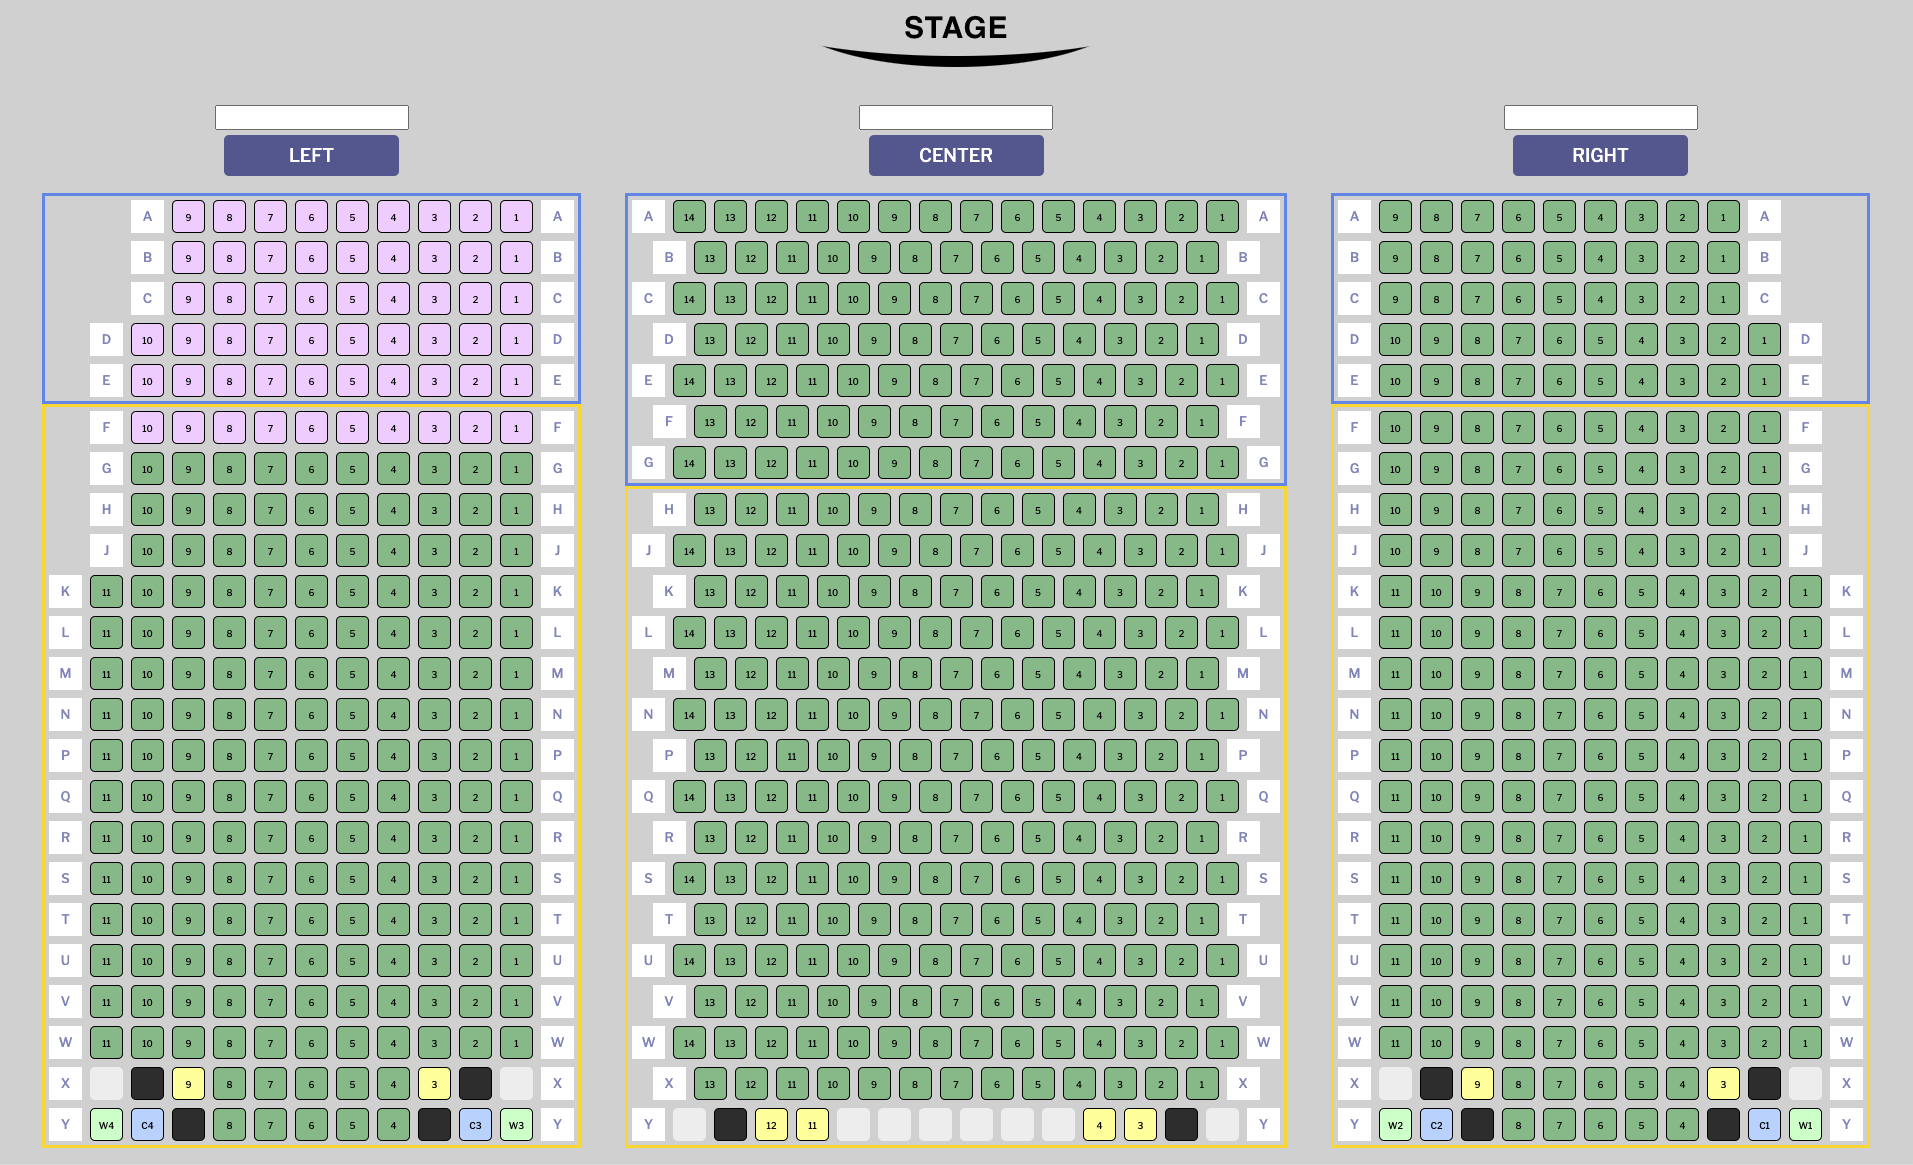 STAGE
LEFT CENTER RIGHT
A 9 8 7 6 5 4 3 2 1 A A 14 13 12 11 10 9 8 7 6 5 4 3 2 1 A A 9 8 7 6 5 4 3 2 1 A
B 9 8 7 6 5 4 3 2 1 B B 13 12 11 10 9 8 7 6 5 4 3 2 1 B B 9 8 7 6 5 4 3 2 1 B
C 9 8 7 6 5 4 3 2 1 C C 14 13 12 11 10 9 8 7 6 5 4 3 2 1 C C 9 8 7 6 5 4 3 2 1 C
D 10 9 8 7 6 5 4 3 2 1 D D 13 12 11 10 9 8 7 6 5 4 3 2 1 D D 10 9 8 7 6 5 4 3 2 1 D
E 10 9 8 7 6 5 4 3 2 1 E E 14 13 12 11 10 9 8 7 6 5 4 3 2 1 E E 10 9 8 7 6 5 4 3 2 1 E
F 10 9 8 7 6 5 4 3 2 1 F F 13 12 11 10 9 8 7 6 5 4 3 2 1 F F 10 9 8 7 6 5 4 3 2 1 F
G 10 9 8 7 6 5 4 3 2 1 G G 14 13 12 11 10 9 8 7 6 5 4 3 2 1 G G 10 9 8 7 6 5 4 3 2 1 G
H 10 9 8 7 6 5 4 3 2 1 H H 13 12 11 10 9 8 7 6 5 4 3 2 1 H H 10 9 8 7 6 5 4 3 2 1 H
J 10 9 8 7 6 5 4 3 2 1 J J 14 13 12 11 10 9 8 7 6 5 4 3 2 1 J J 10 9 8 7 6 5 4 3 2 1 J
K 11 10 9 8 7 6 5 4 3 2 1 K K 13 12 11 10 9 8 7 6 5 4 3 2 1 K K 11 10 9 8 7 6 5 4 3 2 1 K
L 11 10 9 8 7 6 5 4 3 2 1 L L 14 13 12 11 10 9 8 7 6 5 4 3 2 1 L L 11 10 9 8 7 6 5 4 3 2 1 L
M 11 10 9 8 7 6 5 4 3 2 1 M M 13 12 11 10 9 8 7 6 5 4 3 2 1 M M 11 10 9 8 7 6 5 4 3 2 1 M
N 11 10 9 8 7 6 5 4 3 2 1 N N 14 13 12 11 10 9 8 7 6 5 4 3 2 1 N N 11 10 9 8 7 6 5 4 3 2 1 N
P 11 10 9 8 7 6 5 4 3 2 1 P P 13 12 11 10 9 8 7 6 5 4 3 2 1 P P 11 10 9 8 7 6 5 4 3 2 1 P
Q 11 10 9 8 7 6 5 4 3 2 1 Q Q 14 13 12 11 10 9 8 7 6 5 4 3 2 1 Q Q 11 10 9 8 7 6 5 4 3 2 1 Q
R 11 10 9 8 7 6 5 4 3 2 1 R R 13 12 11 10 9 8 7 6 5 4 3 2 1 R R 11 10 9 8 7 6 5 4 3 2 1 R
S 11 10 9 8 7 6 5 4 3 2 1 S S 14 13 12 11 10 9 8 7 6 5 4 3 2 1 S S 11 10 9 8 7 6 5 4 3 2 1 S
T 11 10 9 8 7 6 5 4 3 2 1 T T 13 12 11 10 9 8 7 6 5 4 3 2 1 T T 11 10 9 8 7 6 5 4 3 2 1 T
U 11 10 9 8 7 6 5 4 3 2 1 U U 14 13 12 11 10 9 8 7 6 5 4 3 2 1 U U 11 10 9 8 7 6 5 4 3 2 1 U
V 11 10 9 8 7 6 5 4 3 2 1 V V 13 12 11 10 9 8 7 6 5 4 3 2 1 V V 11 10 9 8 7 6 5 4 3 2 1 V
W 11 10 9 8 7 6 5 4 3 2 1 W W 14 13 12 11 10 9 8 7 6 5 4 3 2 1 W W 11 10 9 8 7 6 5 4 3 2 1 W
X 9 8 7 6 5 4 3 X X 13 12 11 10 9 8 7 6 5 4 3 2 1 X X 9 8 7 6 5 4 3 X
Y W4 C4 8 7 6 5 4 C3 W3 Y Y 12 11 4 3 Y Y W2 C2 8 7 6 5 4 C1 W1 Y